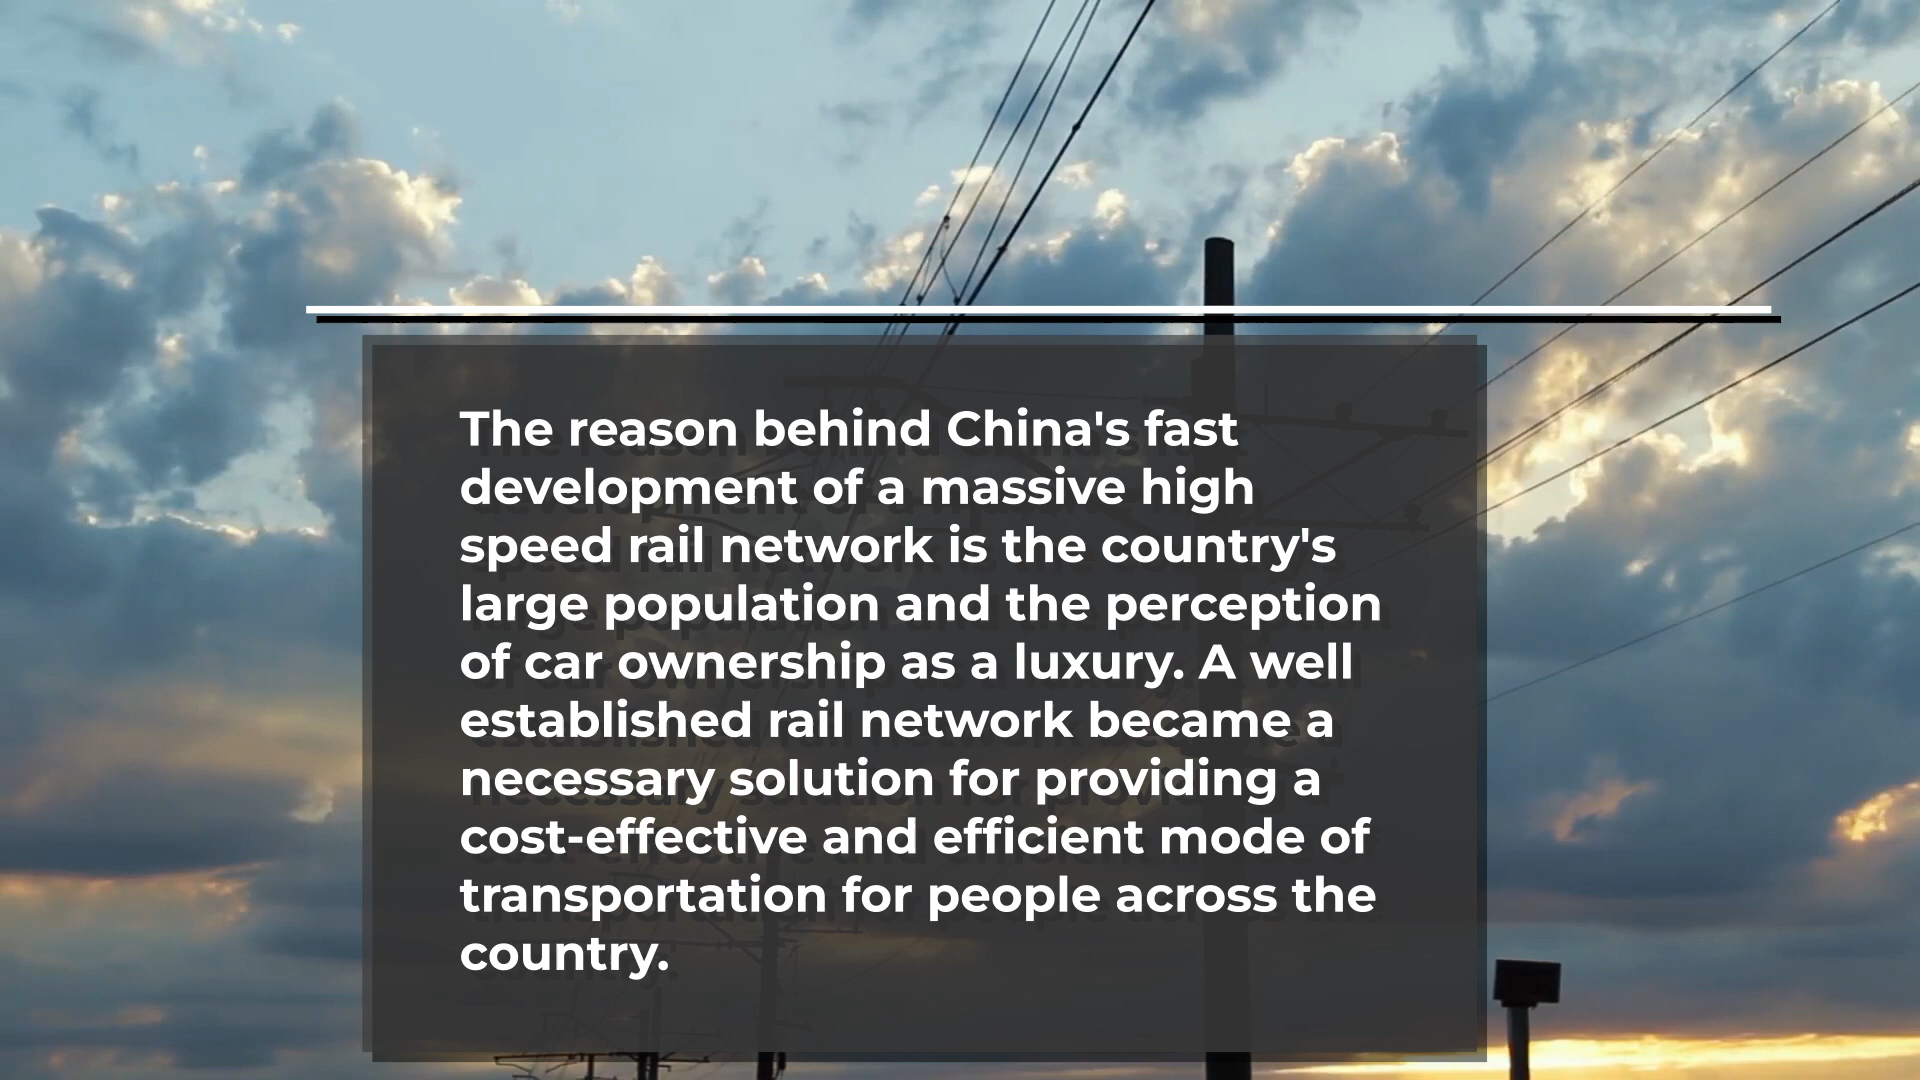 The reason behind China's fast
development of a massive high
speed rail network is the country's
large population and the perception
of car ownership as a luxury. A well
established rail network became a
necessary solution for providing a
cost-effective and efficient mode of
transportation for people across the
country.